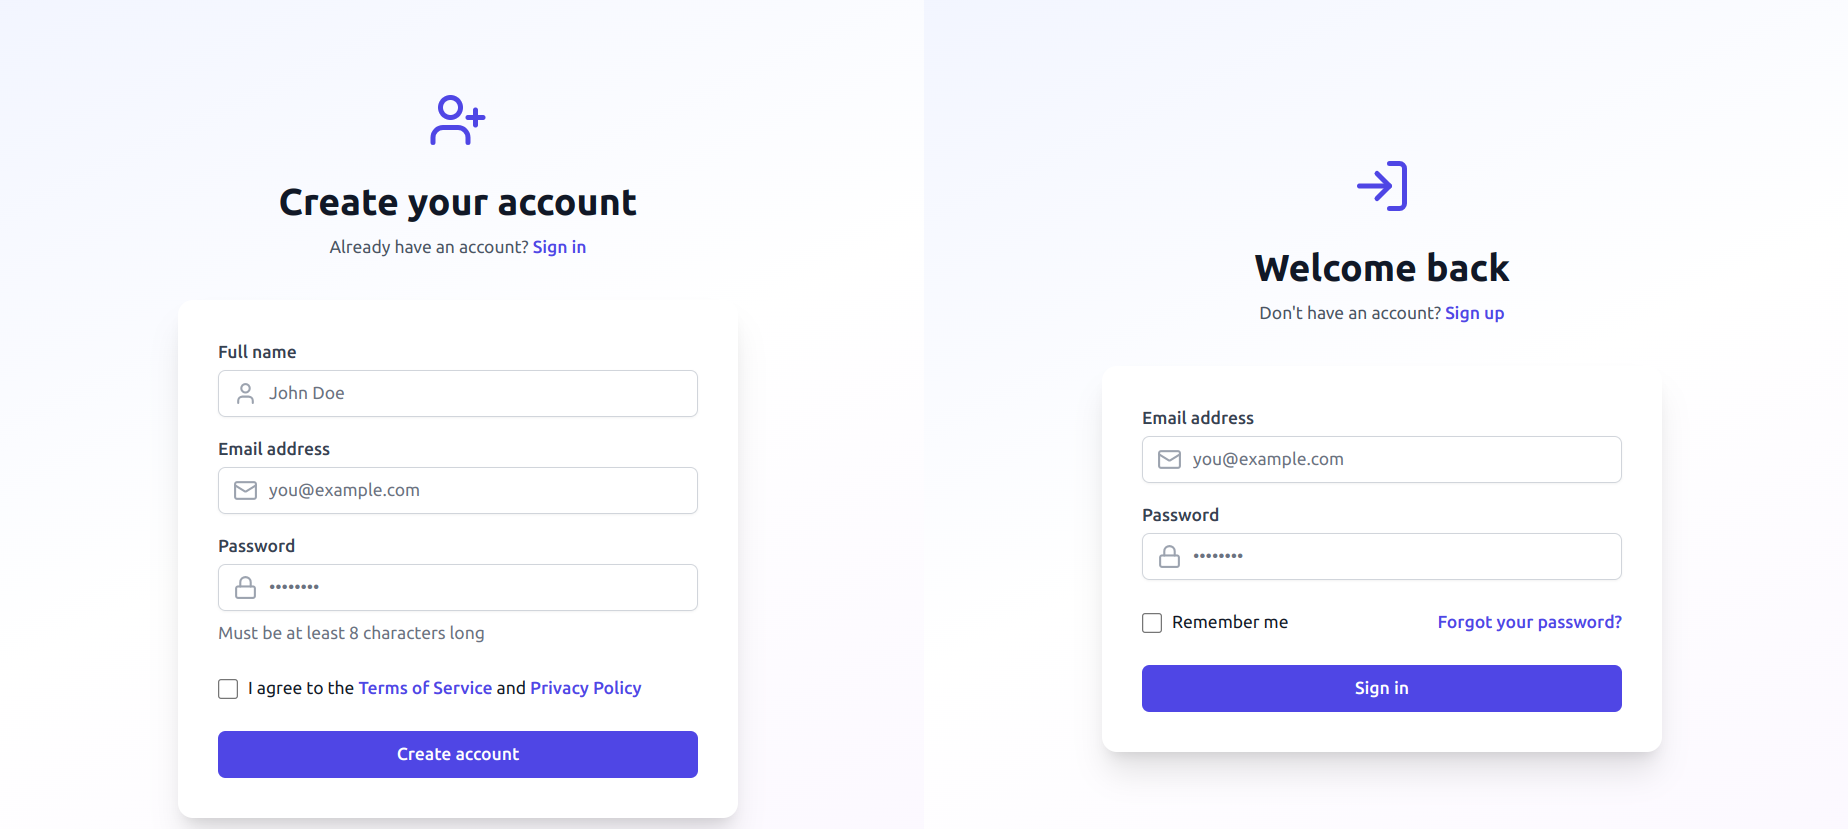 Create your account
Already have an account? Sign in
Full name
John Doe
Email address
you@example.com
Password
••••••••
Must be at least 8 characters long
I agree to the Terms of Service and Privacy Policy
Create account
Welcome back
Don't have an account? Sign up
Email address
you@example.com
Password
••••••••
Remember me
Forgot your password?
Sign in